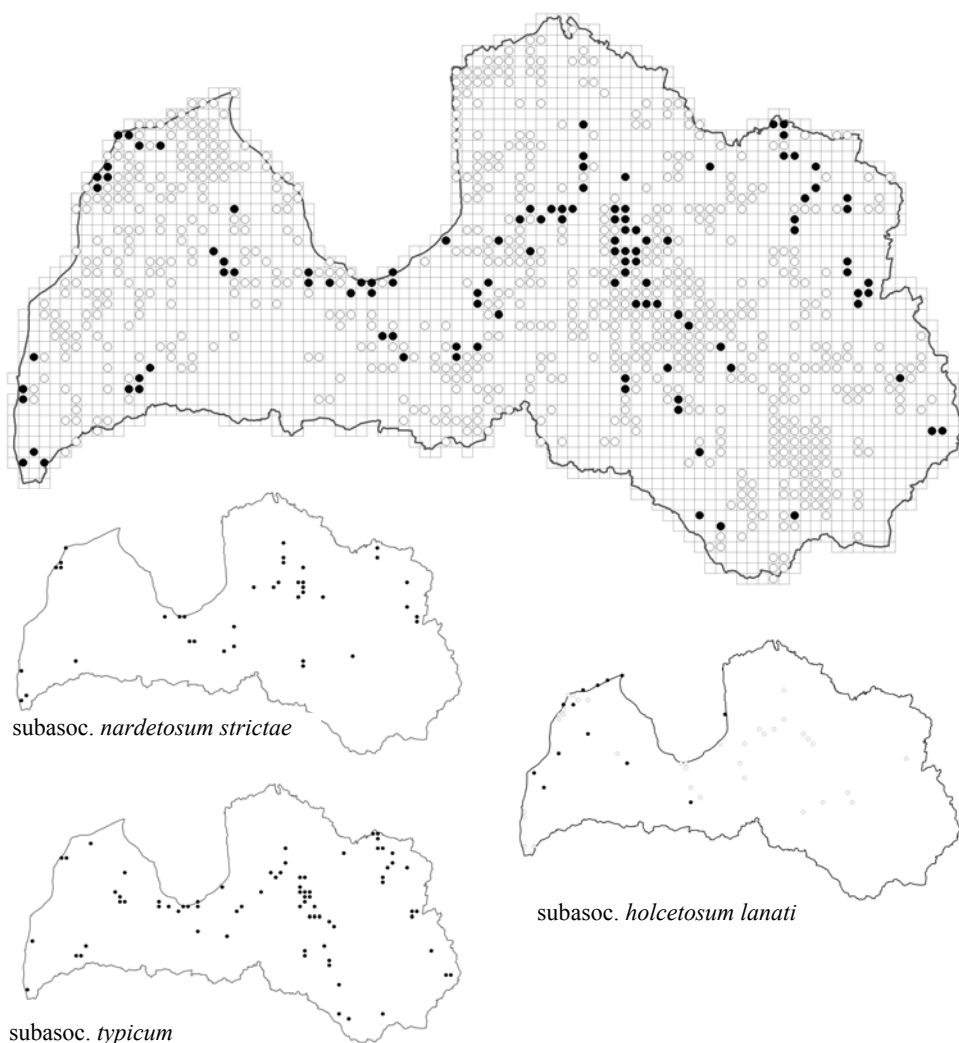 subasoc. nardetosum strictae
subasoc. holcetosum lanati
subasoc. typicum